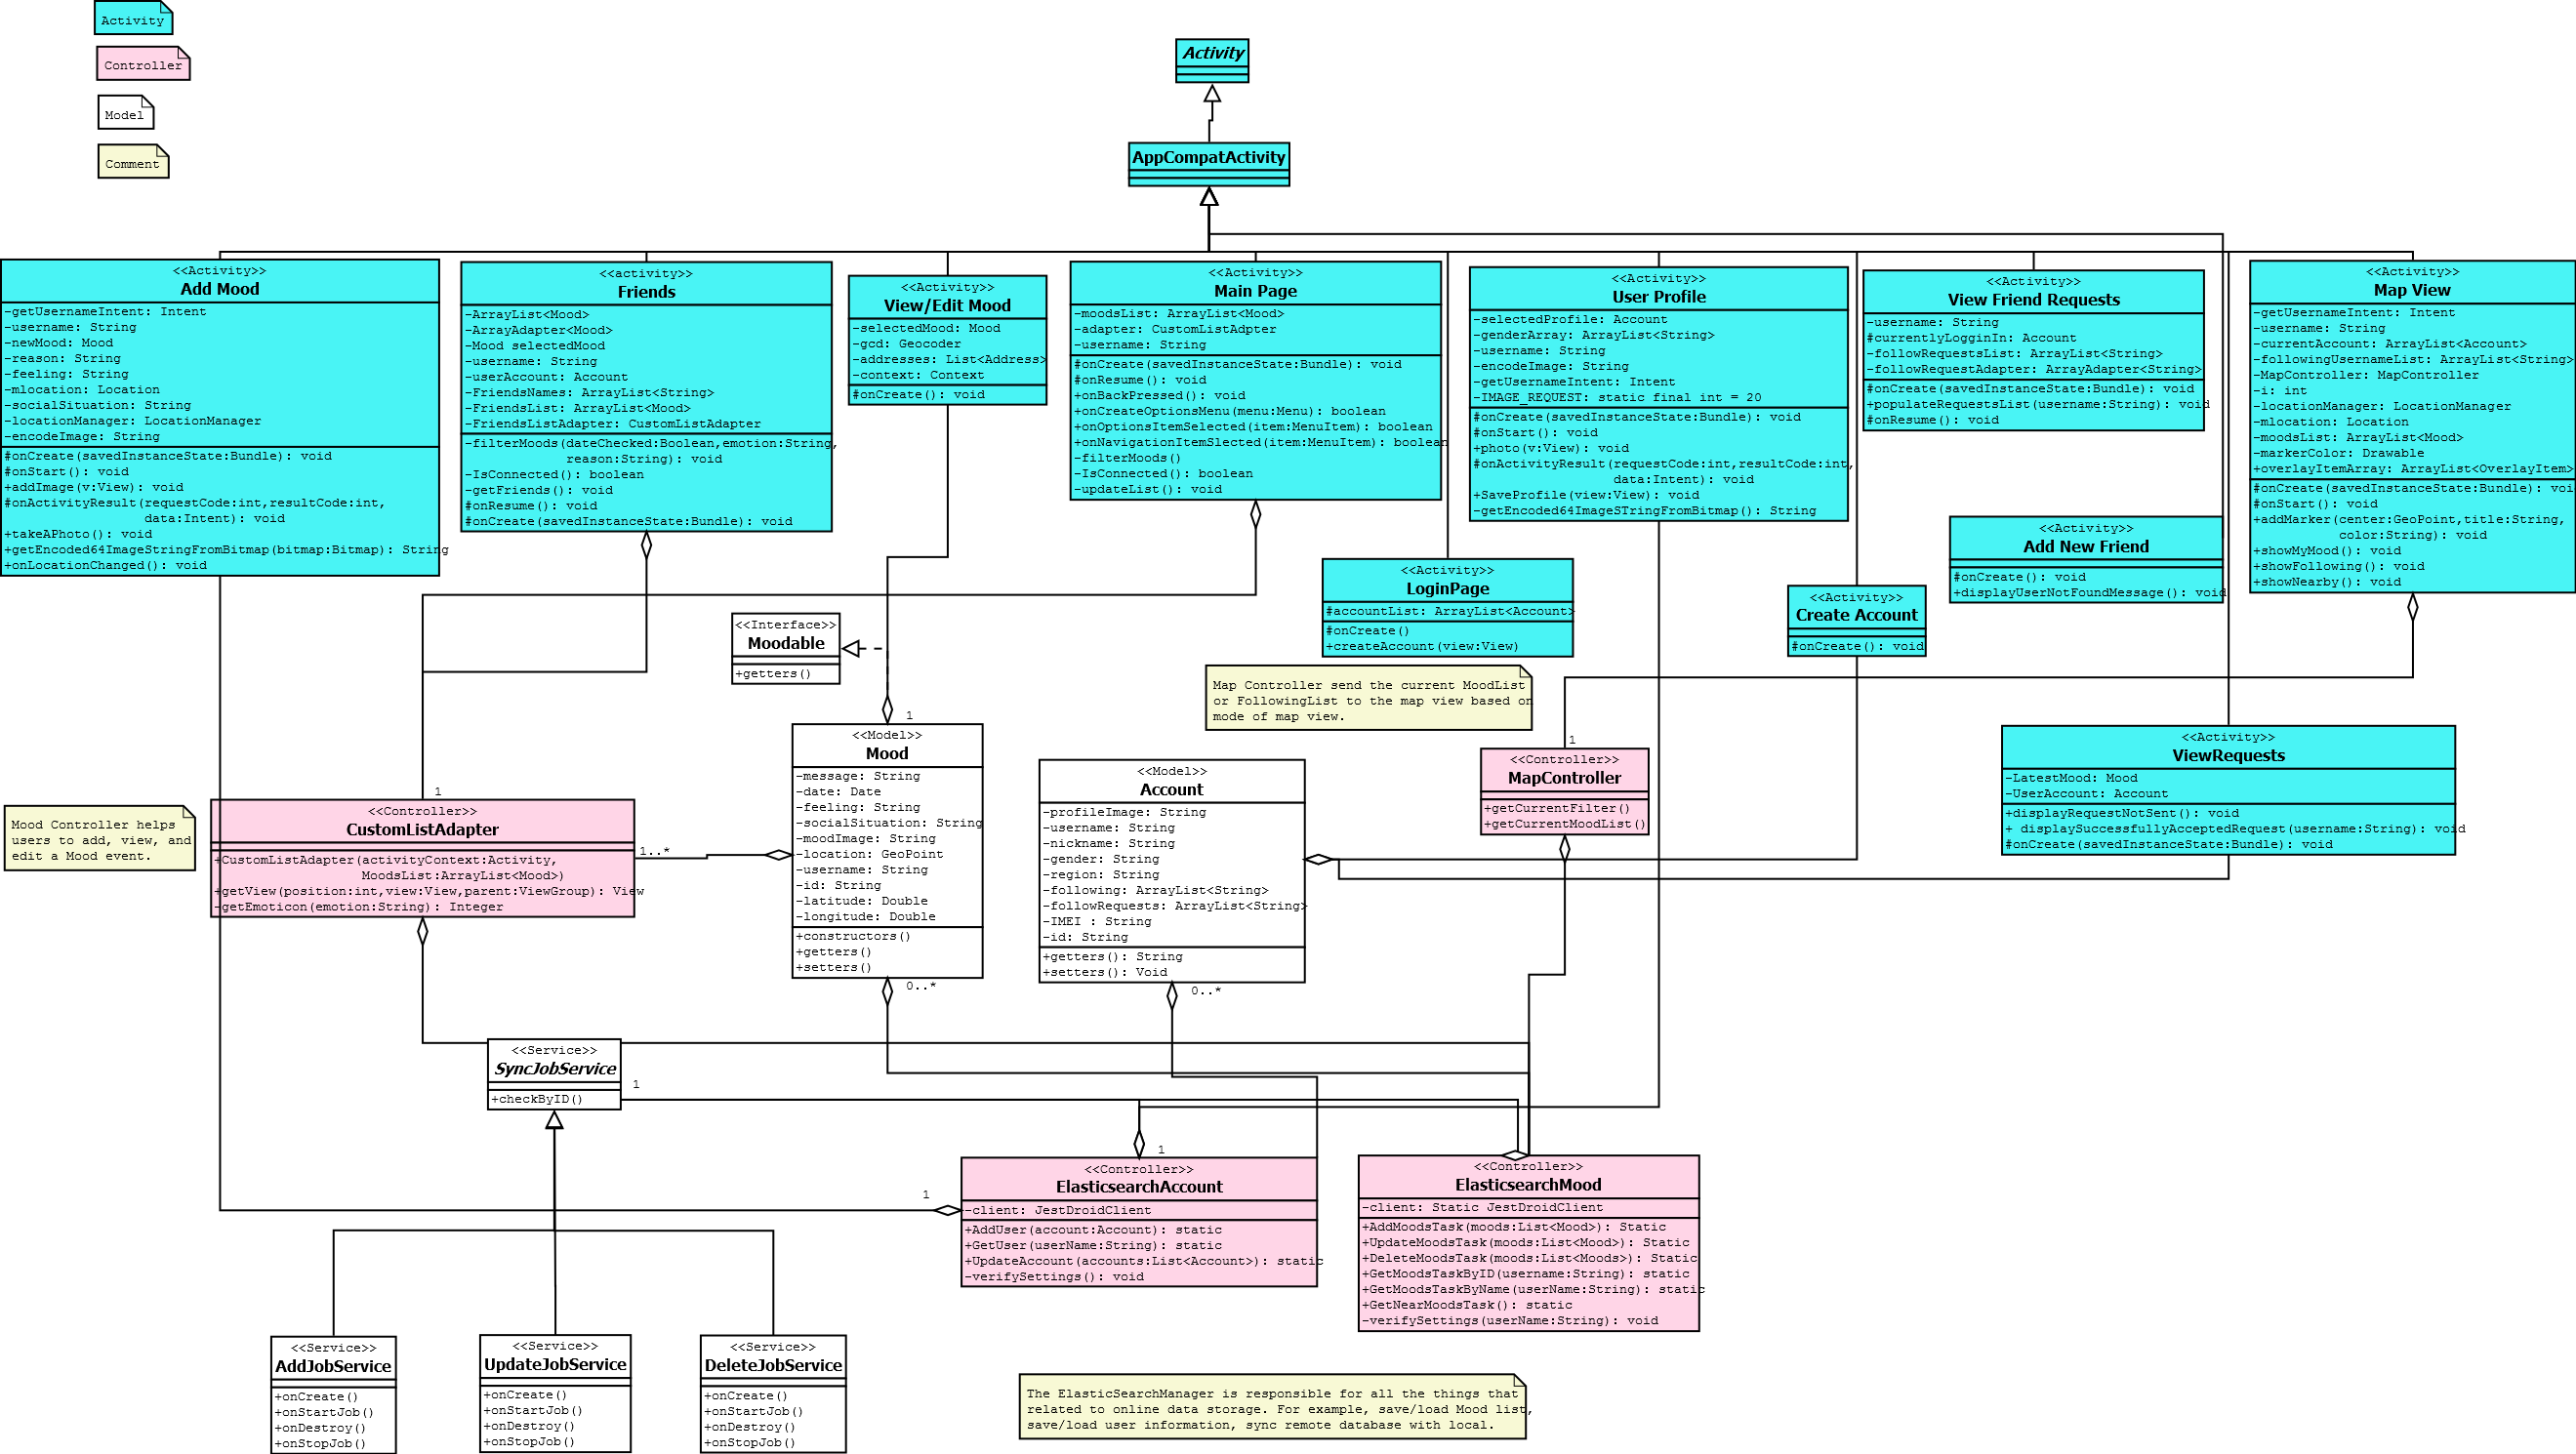 Activity
Controller
Model
Comment
Activity
AppCompatActivity
<<Activity>>
Add Mood
-getUsernameIntent: Intent
-username: String
-newMood: Mood
-reason: String
-feeling: String
-mlocation: Location
-socialSituation: String
-locationManager: LocationManager
-encodeImage: String
#onCreate(savedInstanceState:Bundle): void
#onStart(): void
+addImage(v:View): void
#onActivityResult(requestCode:int,resultCode:int,
data:Intent): void
+takeAPhoto(): void
+getEncoded64ImageStringFromBitmap(bitmap:Bitmap): String
+onLocationChanged(): void
<<activity>>
Friends
-ArrayList<Mood>
-ArrayAdapter<Mood>
-Mood selectedMood
-username: String
-userAccount: Account
-FriendsNames: ArrayList<String>
-FriendsList: ArrayList<Mood>
-FriendsListAdapter: CustomListAdapter
-filterMoods(dateChecked:Boolean,emotion:String,
reason:String): void
-IsConnected(): boolean
-getFriends(): void
#onResume(): void
#onCreate(savedInstanceState:Bundle): void
<<Activity>>
View/Edit Mood
-selectedMood: Mood
-gcd: Geocoder
-addresses: List<Address>
-context: Context
#onCreate(): void
<<Activity>>
Main Page
-moodsList: ArrayList<Mood>
-adapter: CustomListAdpter
-username: String
#onCreate(savedInstanceState:Bundle): void
#onResume(): void
+onBackPressed(): void
+onCreateOptionsMenu(menu:Menu): boolean
+onOptionsItemSelected(item:MenuItem): boolean
+onNavigationItemSlected(item:MenuItem): boolean
-filterMoods()
-IsConnected(): boolean
-updateList(): void
<<Activity>>
User Profile
-selectedProfile: Account
-genderArray: ArrayList<String>
-username: String
-encodeImage: String
-getUsernameIntent: Intent
-IMAGE_REQUEST: static final int = 20
#onCreate(savedInstanceState:Bundle): void
#onStart(): void
+photo(v:View): void
#onActivityResult(requestCode:int,resultCode:int,
data:Intent): void
+SaveProfile(view:View): void
-getEncoded64ImageSTringFromBitmap(): String
<<Activity>>
View Friend Requests
-username: String
#currentlyLogginIn: Account
-followRequestsList: ArrayList<String>
-followRequestAdapter: ArrayAdapter<String>
#onCreate(savedInstanceState:Bundle): void
+populateRequestsList(username:String): void
#onResume(): void
<<Activity>>
Map View
-getUsernameIntent: Intent
-username: String
-currentAccount: ArrayList<Account>
-followingUsernameList: ArrayList<String>
-MapController: MapController
-i: int
-locationManager: LocationManager
-mlocation: Location
-moodsList: ArrayList<Mood>
-markerColor: Drawable
+overlayItemArray: ArrayList<OverlayItem>
#onCreate(savedInstanceState:Bundle): voi
#onStart(): void
+addMarker(center:GeoPoint,title:String,
color:String): void
+showMyMood(): void
+showFollowing(): void
+showNearby(): void
<<Activity>>
Add New Friend
#onCreate(): void
+displayUserNotFoundMessage(): void
<<Activity>>
LoginPage
#accountList: ArrayList<Account>
#onCreate()
+createAccount(view:View)
<<Activity>>
Create Account
#onCreate(): void
<<Interface>>
Moodable
+getters()
Map Controller send the current MoodList
or FollowingList to the map view based on
mode of map view.
1
<<Model>>
Mood
-message: String
-date: Date
-feeling: String
-socialSituation: String
-moodImage: String
-location: GeoPoint
-username: String
-id: String
-latitude: Double
-longitude: Double
+constructors()
+getters()
+setters()
0..*
<<Model>>
Account
-profileImage: String
-username: String
-nickname: String
-gender: String
-region: String
-following: ArrayList<String>
-followRequests: ArrayList<String>
-IMEI : String
-id: String
+getters(): String
+setters(): Void
0..*
1
<<Controller>>
MapController
+getCurrentFilter()
+getCurrentMoodList()
<<Activity>>
ViewRequests
-LatestMood: Mood
-UserAccount: Account
+displayRequestNotSent(): void
+ displaySuccessfullyAcceptedRequest(username:String): void
#onCreate(savedInstanceState:Bundle): void
Mood Controller helps
users to add, view, and
edit a Mood event.
1
<<Controller>>
CustomListAdapter
+CustomListAdapter(activityContext:Activity,
MoodsList:ArrayList<Mood>)
+getView(position:int,view:View,parent:ViewGroup): View
-getEmoticon(emotion:String): Integer
1..*
<<Service>>
SyncJobService
+checkByID()
1
1
1
<<Controller>>
ElasticsearchAccount
-client: JestDroidClient
+AddUser(account:Account): static
+GetUser(userName:String): static
+UpdateAccount(accounts:List<Account>): static
-verifySettings(): void
<<Controller>>
ElasticsearchMood
-client: Static JestDroidClient
+AddMoodsTask(moods:List<Mood>): Static
+UpdateMoodsTask(moods:List<Mood>): Static
+DeleteMoodsTask(moods:List<Moods>): Static
+GetMoodsTaskByID(username:String): static
+GetMoodsTaskByName(userName:String): static
+GetNearMoodsTask(): static
-verifySettings(userName:String): void
<<Service>>
AddJobService
+onCreate()
+onStartJob()
+onDestroy()
+onStopJob()
<<Service>>
UpdateJobService
+onCreate()
+onStartJob()
+onDestroy()
+onStopJob()
<<Service>>
DeleteJobService
+onCreate()
+onStartJob()
+onDestroy()
+onStopJob()
The ElasticSearchManager is responsible for all the things that
related to online data storage. For example, save/load Mood list,
save/load user information, sync remote database with local.